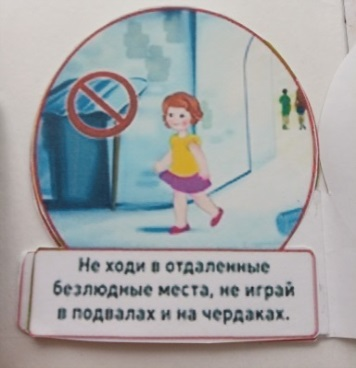 Не ходи в отдаленные
безлюдные места, не играй
в подвалах и на чердаках.